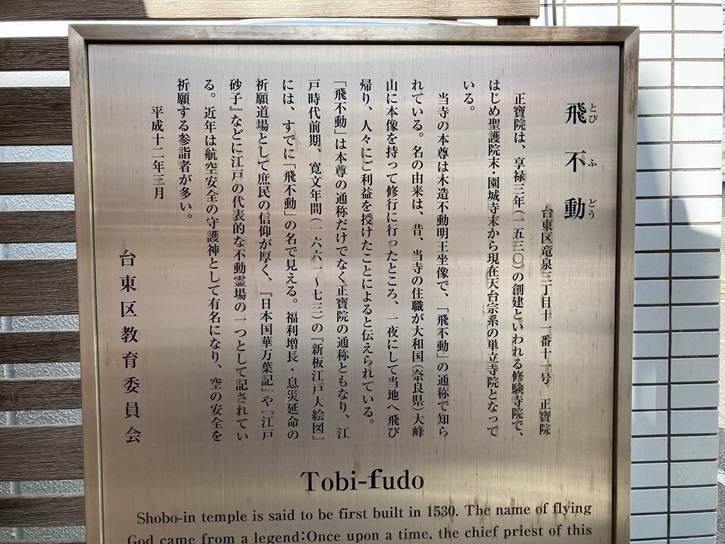 飛不動
とびふどう
台東区竜泉三丁目十一番十一号 正寶院
正寶院は、享禄三年(一五三〇)の創建といわれる修験寺院で、
はじめ聖護院末・園城寺末から現在天台宗系の単立寺院となって
いる。
当寺の本尊は木造不動明王坐像で、「飛不動」の通称で知ら
れている。名の由来は、昔、当寺の住職が大和国(奈良県)大峰
山に本像を持って修行に行ったところ、一夜にして当地へ飛び
帰り、人々にご利益を授けたことによると伝えられている。
「飛不動」は本尊の通称だけでなく正寶院の通称ともなり、江
戸時代前期、寛文年間(一六六一〜七三)の『新板江戸大絵図』
には、すでに「飛不動」の名で見える。福利増長・息災延命の
祈願道場として庶民の信仰が厚く、『日本国華万葉記』や『江戸
砂子』などに江戸の代表的な不動霊場の一つとして記されてい
る。近年は航空安全の守護神として有名になり、空の安全を
祈願する参詣者が多い。
平成十二年三月
台東区教育委員会
Tobi-fudo
Shobo-in temple is said to be first built in 1530. The name of flying
God came from a legend:Once upon a time, the chief priest of this